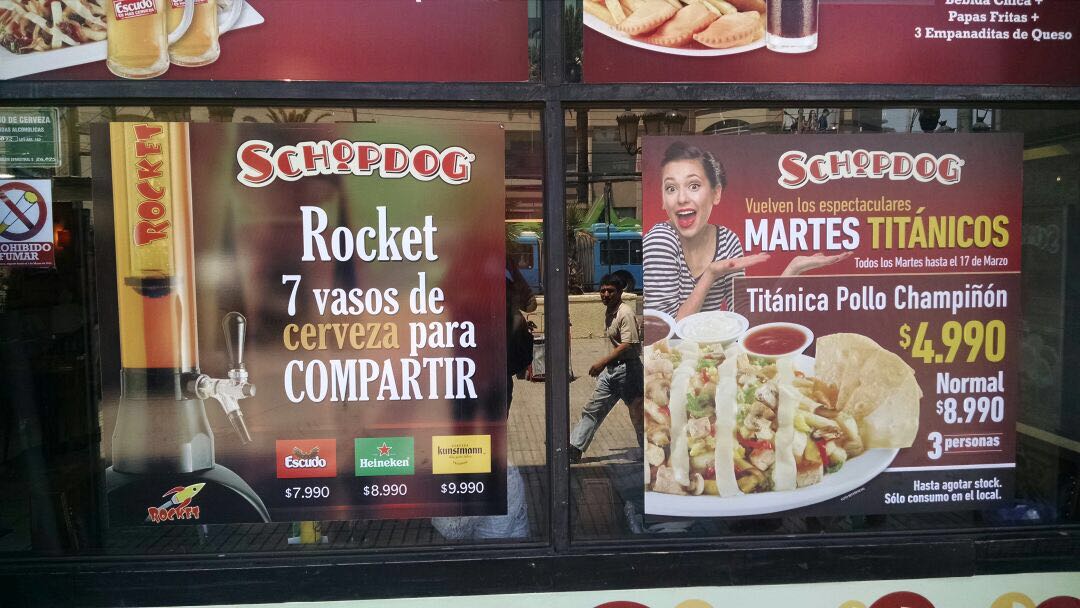 Escudo
ES MÁS CERVEZA
Bebida Chica +
Papas Fritas +
3 Empanaditas de Queso
PROHIBIDO
FUMAR
ROCKET
SCHOPDOG
Rocket
7 vasos de
cerveza para
COMPARTIR
Escudo
Heineken
kunstmann
$7.990
$8.990
$9.990
ROCKET
SCHOPDOG
Vuelven los espectaculares
MARTES TITÁNICOS
Todos los Martes hasta el 17 de Marzo
Titánica Pollo Champiñón
$4.990
Normal
$8.990
3 personas
Hasta agotar stock.
Sólo consumo en el local.